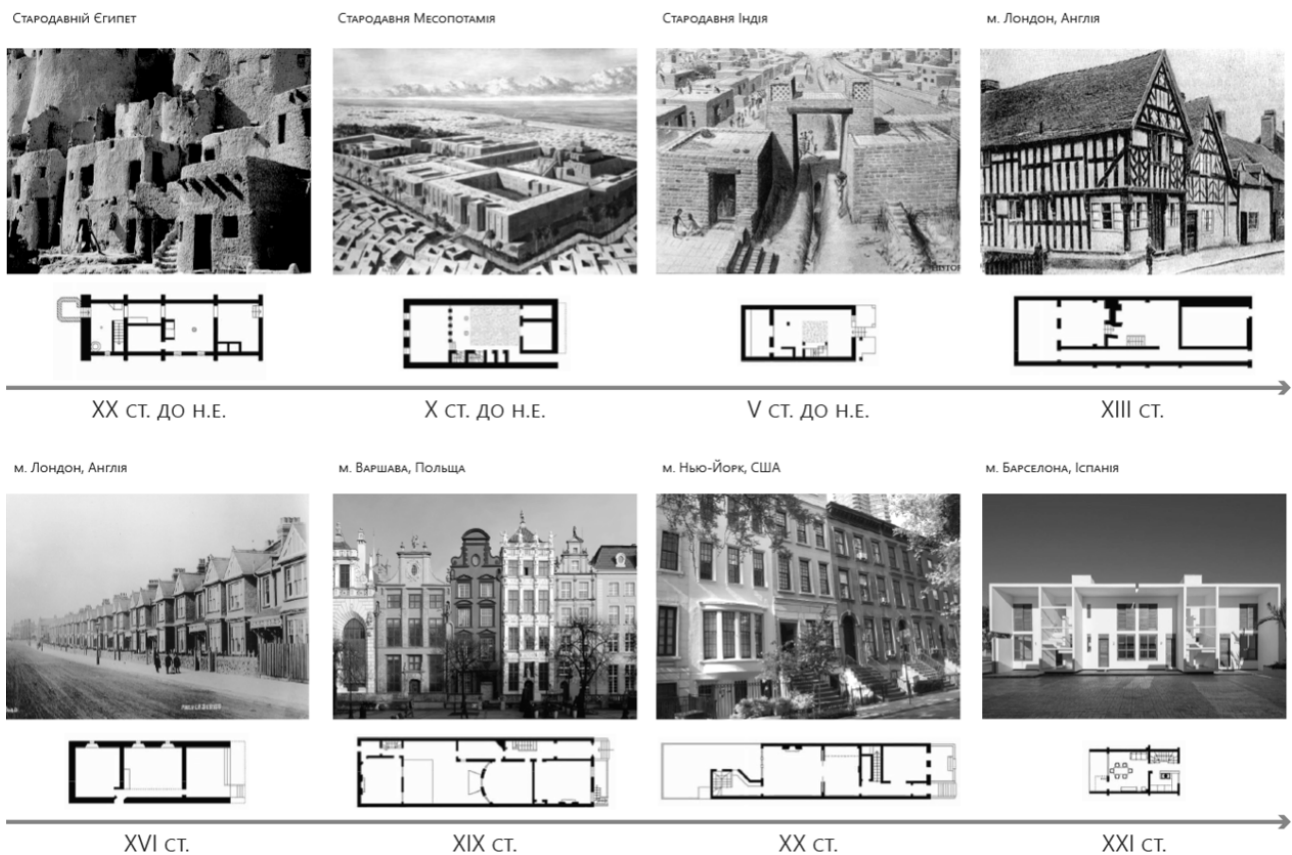 Стародавній Єгипет
Стародавня Месопотамія
Стародавня Індія
м. Лондон, Англія
XX ст. до н.е.
X ст. до н.е.
V ст. до н.е.
XIII ст.
м. Лондон, Англія
м. Варшава, Польща
м. Нью-Йорк, США
м. Барселона, Іспанія
XVI ст.
XIX ст.
XX ст.
XXI ст.